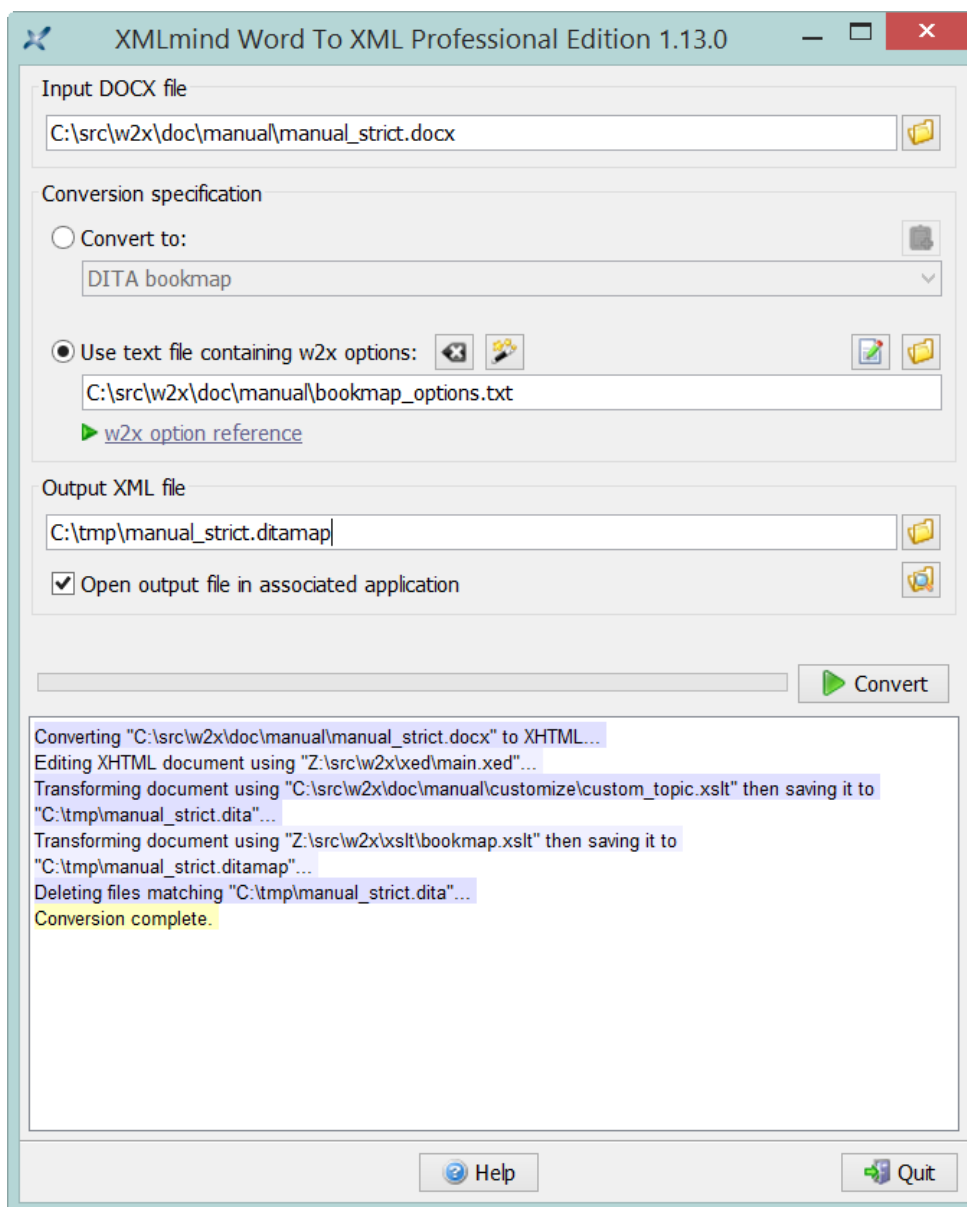 XMLmind Word To XML Professional Edition 1.13.0
Input DOCX file
C:\src\w2x\doc\manual\manual_strict.docx
Conversion specification
Convert to:
DITA bookmap
Use text file containing w2x options:
C:\src\w2x\doc\manual\bookmap_options.txt
w2x option reference
Output XML file
C:\tmp\manual_strict.ditamap
Open output file in associated application
Convert
Converting "C:\src\w2x\doc\manual\manual_strict.docx" to XHTML...
Editing XHTML document using "Z:\src\w2x\xed\main.xed"...
Transforming document using "C:\src\w2x\doc\manual\customize\custom_topic.xslt" then saving it to
"C:\tmp\manual_strict.dita"...
Transforming document using "Z:\src\w2x\xslt\bookmap.xslt" then saving it to
"C:\tmp\manual_strict.ditamap"...
Deleting files matching "C:\tmp\manual_strict.dita"...
Conversion complete.
Help
Quit